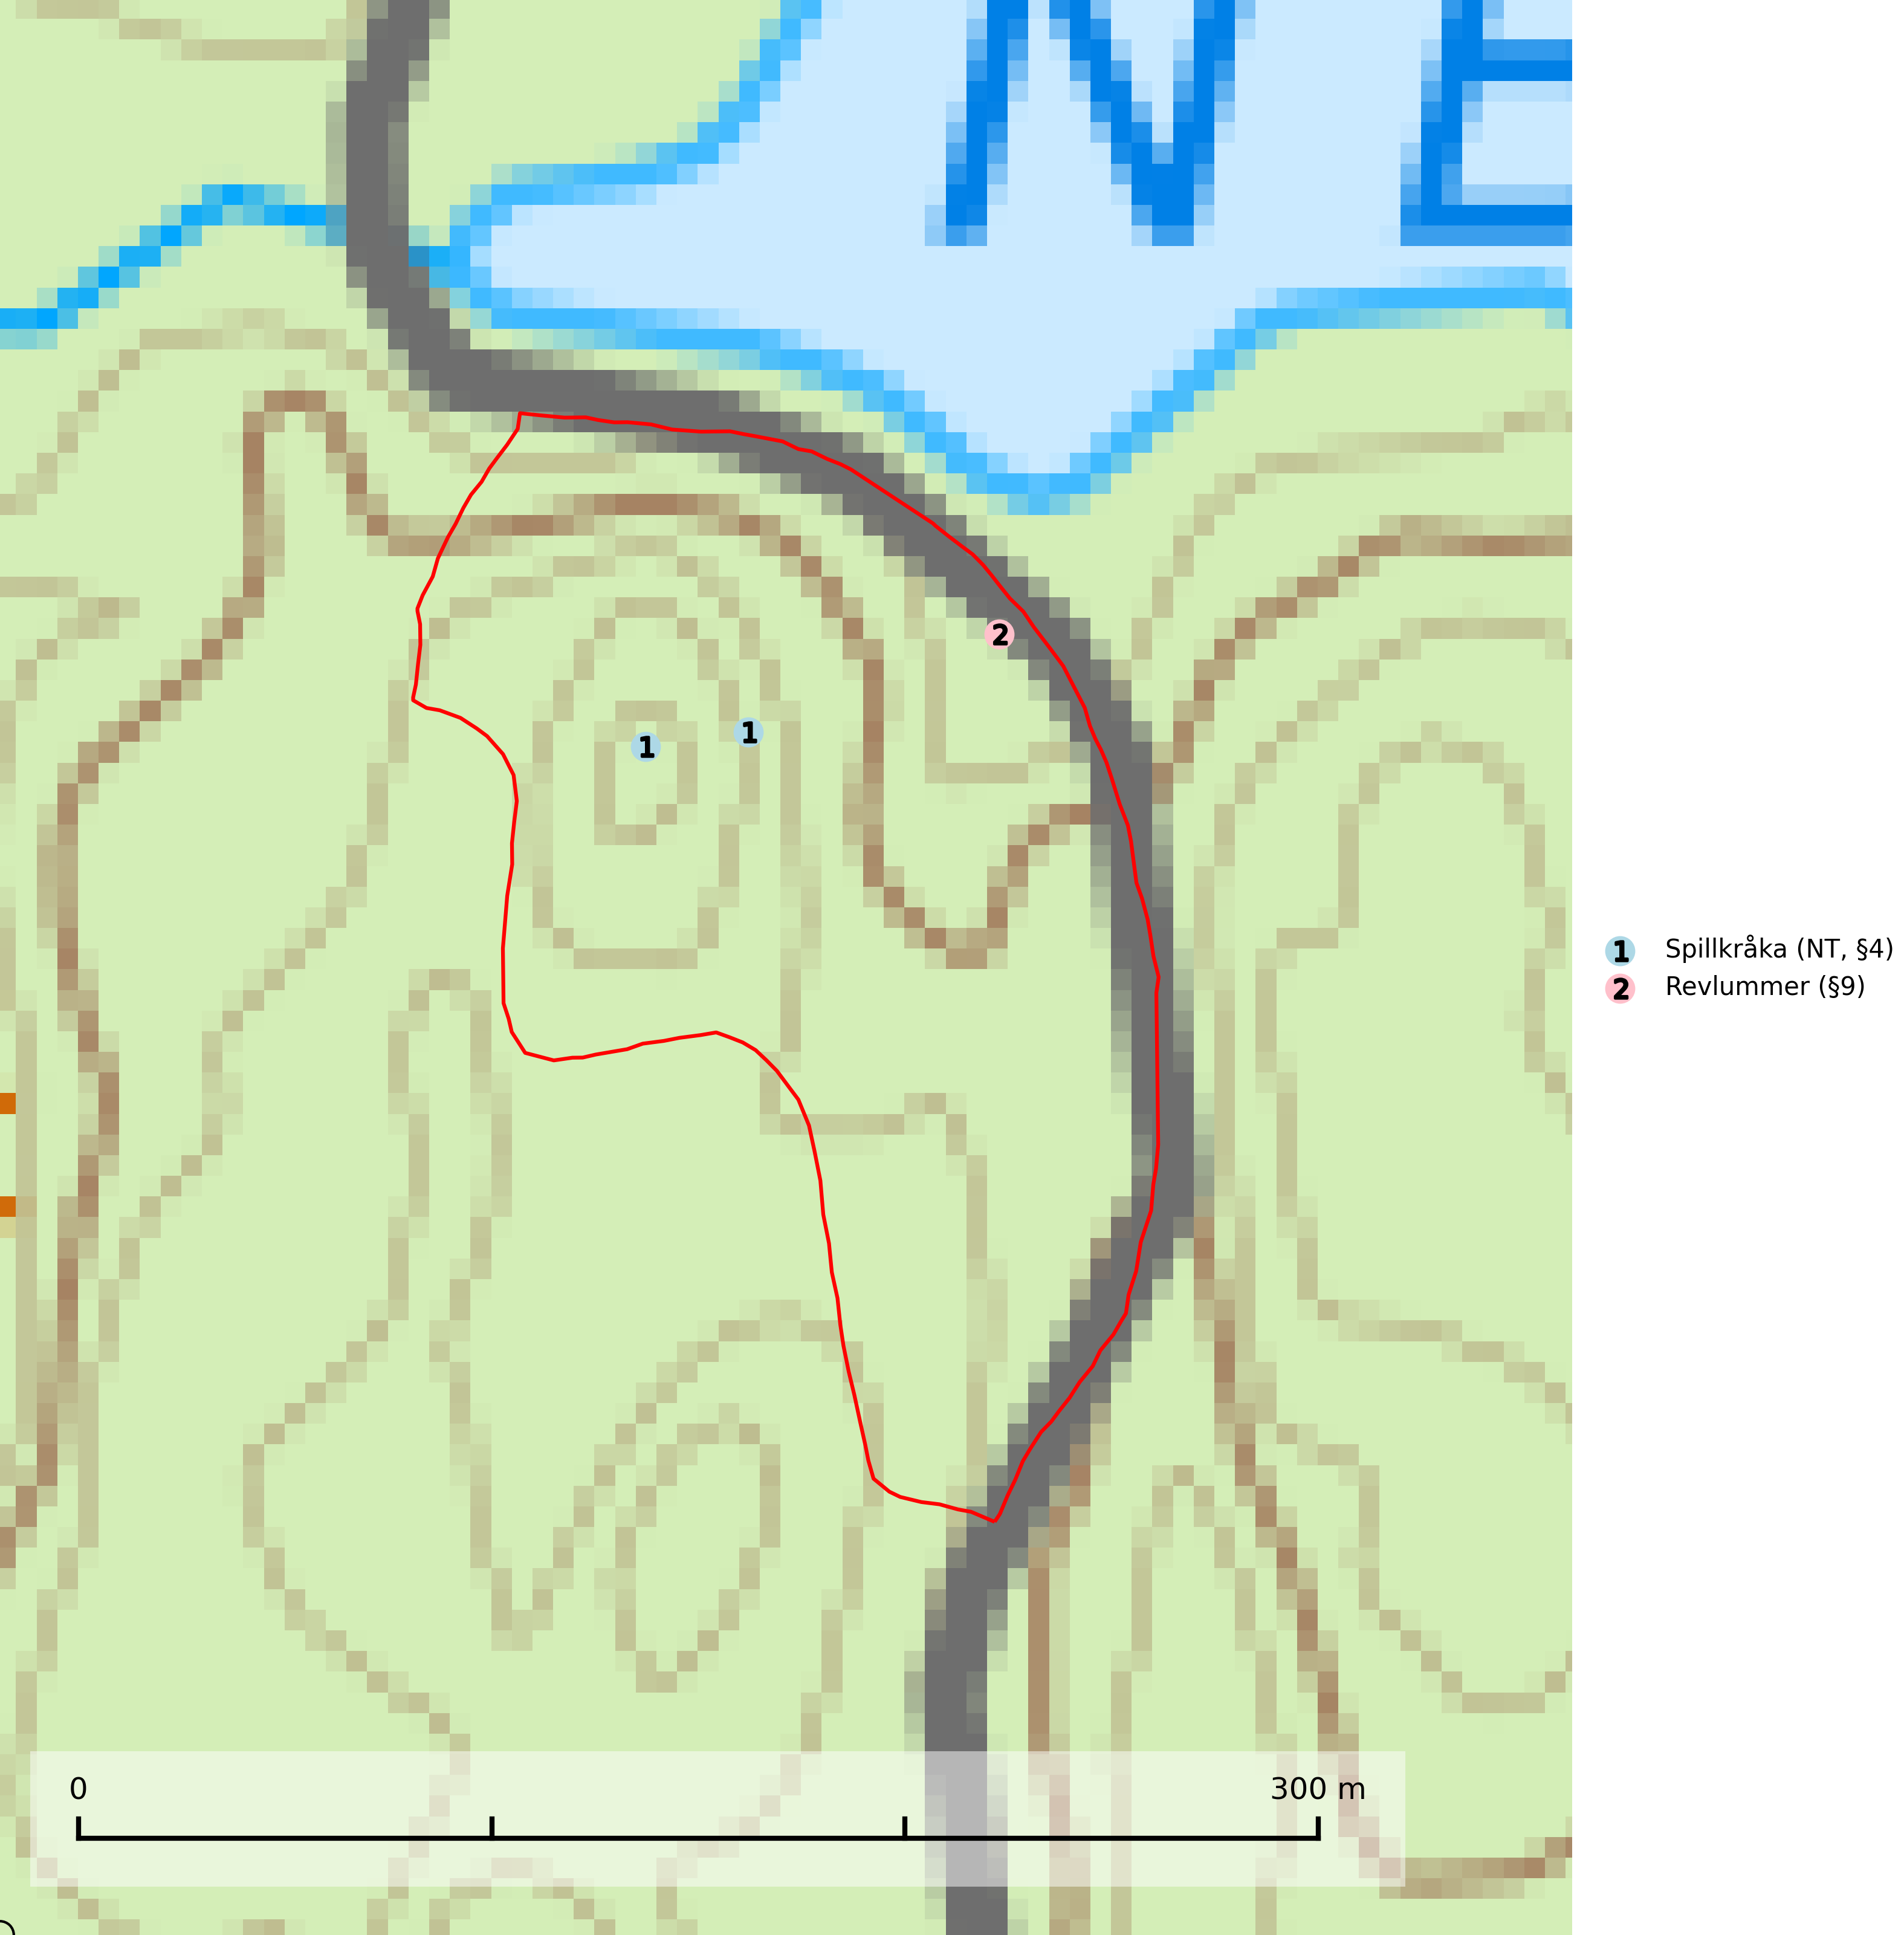 N
2
1
1
1 Spillkråka (NT, §4)
2 Revlummer (§9)
0 300 m